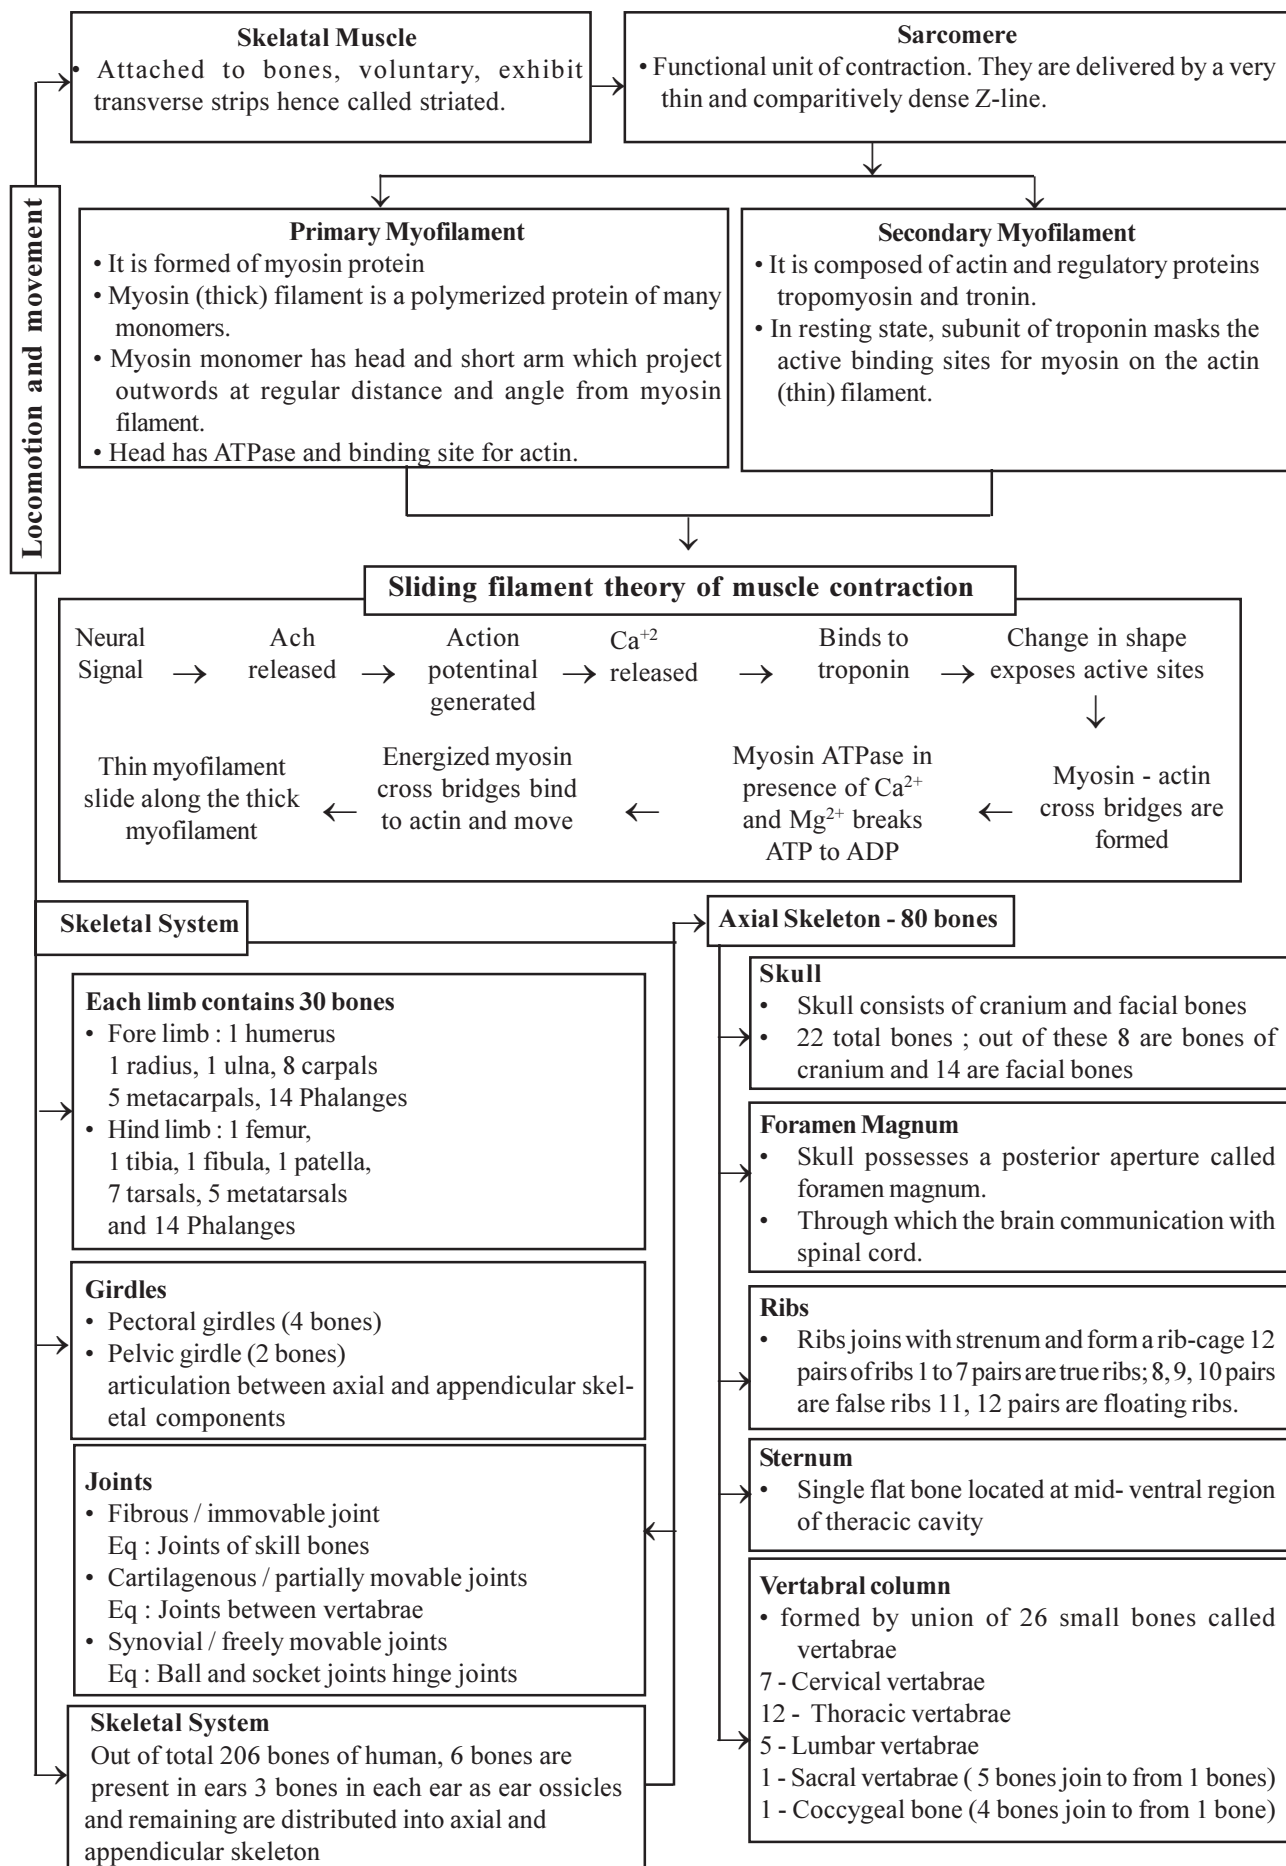 Skelatal Muscle
• Attached to bones, voluntary, exhibit
transverse strips hence called striated.
Sarcomere
• Functional unit of contraction. They are delivered by a very
thin and comparitively dense Z-line.
Locomotion and movement
Primary Myofilament
• It is formed of myosin protein
• Myosin (thick) filament is a polymerized protein of many
monomers.
• Myosin monomer has head and short arm which project
outwords at regular distance and angle from myosin
filament.
• Head has ATPase and binding site for actin.
Secondary Myofilament
• It is composed of actin and regulatory proteins
tropomyosin and tronin.
• In resting state, subunit of troponin masks the
active binding sites for myosin on the actin
(thin) filament.
Sliding filament theory of muscle contraction
Neural
Signal
→
Ach
released
→
Action
potentinal
generated
→
Ca+2
released
→
Binds to
troponin
→
Change in shape
exposes active sites
↓
Myosin - actin
cross bridges are
formed
←
Myosin ATPase in
presence of Ca2+
and Mg2+ breaks
ATP to ADP
←
Energized myosin
cross bridges bind
to actin and move
←
Thin myofilament
slide along the thick
myofilament
Skeletal System
Each limb contains 30 bones
• Fore limb : 1 humerus
1 radius, 1 ulna, 8 carpals
5 metacarpals, 14 Phalanges
• Hind limb : 1 femur,
1 tibia, 1 fibula, 1 patella,
7 tarsals, 5 metatarsals
and 14 Phalanges
Girdles
• Pectoral girdles (4 bones)
• Pelvic girdle (2 bones)
articulation between axial and appendicular skel-
etal components
Joints
• Fibrous / immovable joint
Eq : Joints of skill bones
• Cartilagenous / partially movable joints
Eq : Joints between vertabrae
• Synovial / freely movable joints
Eq : Ball and socket joints hinge joints
Skeletal System
Out of total 206 bones of human, 6 bones are
present in ears 3 bones in each ear as ear ossicles
and remaining are distributed into axial and
appendicular skeleton
Axial Skeleton - 80 bones
Skull
• Skull consists of cranium and facial bones
• 22 total bones ; out of these 8 are bones of
cranium and 14 are facial bones
Foramen Magnum
• Skull possesses a posterior aperture called
foramen magnum.
• Through which the brain communication with
spinal cord.
Ribs
• Ribs joins with strenum and form a rib-cage 12
pairs of ribs 1 to 7 pairs are true ribs; 8, 9, 10 pairs
are false ribs 11, 12 pairs are floating ribs.
Sternum
• Single flat bone located at mid- ventral region
of theracic cavity
Vertabral column
• formed by union of 26 small bones called
vertabrae
7 - Cervical vertabrae
12 - Thoracic vertabrae
5 - Lumbar vertabrae
1 - Sacral vertabrae ( 5 bones join to from 1 bones)
1 - Coccygeal bone (4 bones join to from 1 bone)